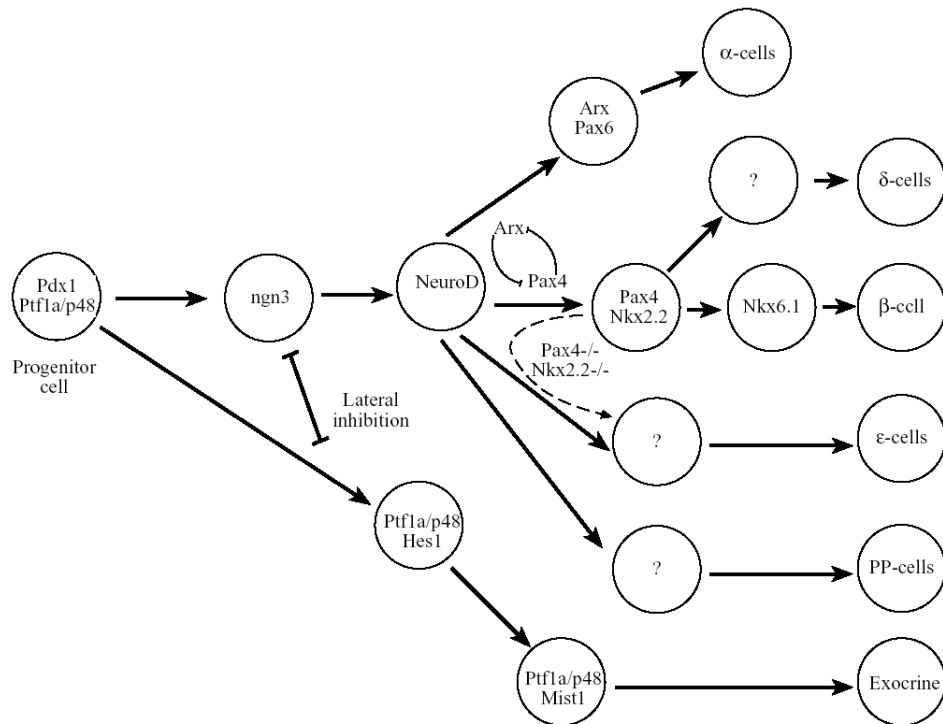 α-cells
Arx
Pax6
?
δ-cells
Arx
Pax4
Pdx1
Ptf1a/p48
ngn3
NeuroD
Pax4
Nkx2.2
Nkx6.1
β-cell
Progenitor
cell
Pax4-/-
Nkx2.2-/-
Lateral
inhibition
?
ε-cells
Ptf1a/p48
Hes1
?
PP-cells
Ptf1a/p48
Mist1
Exocrine